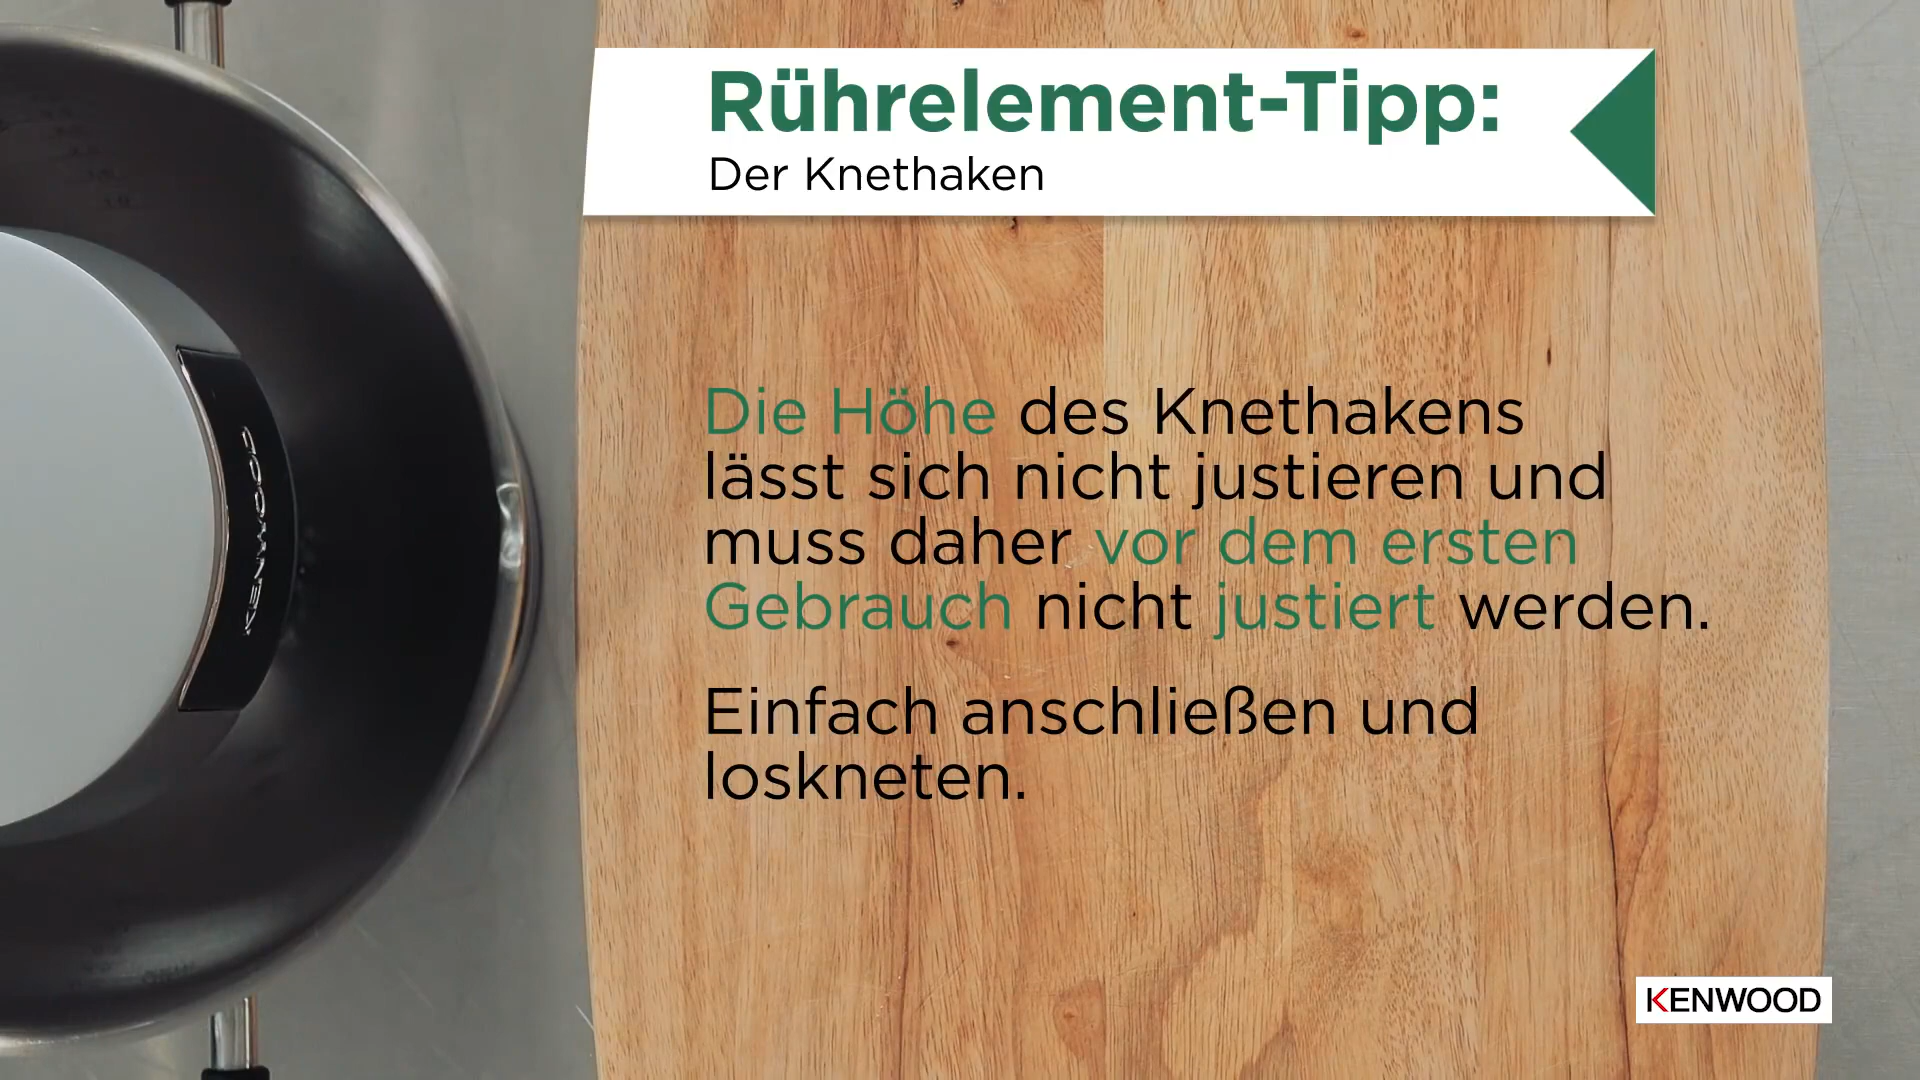 Rührelement-Tipp:
Der Knethaken
Die Höhe des Knethakens
lässt sich nicht justieren und
muss daher vor dem ersten
Gebrauch nicht justiert werden.
Einfach anschließen und
loskneten.
KENWOOD
KENWOOD